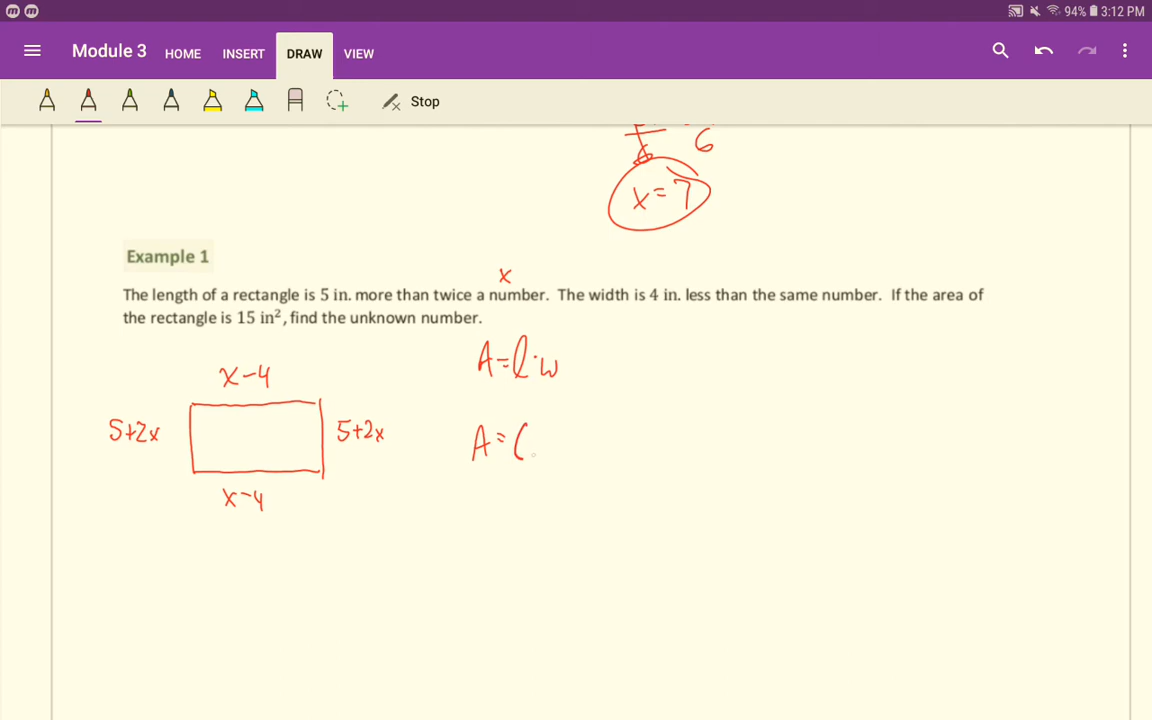 94% 3:12 PM
Module 3 HOME INSERT DRAW VIEW
Stop
6
x=7
Example 1
x
The length of a rectangle is 5 in. more than twice a number. The width is 4 in. less than the same number. If the area of
the rectangle is 15 in², find the unknown number.
A=l·w
x-4
5+2x 5+2x
A=(
x-4